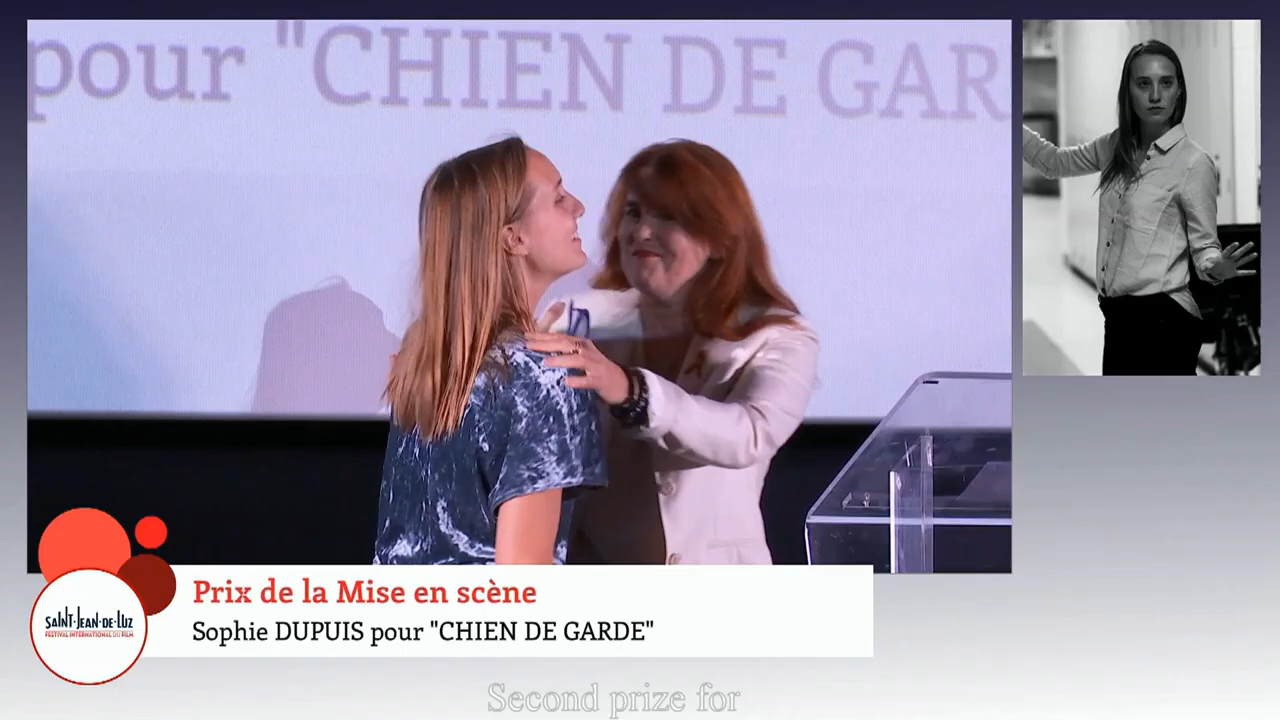 pour "CHIEN DE GAR
Prix de la Mise en scène
Sophie DUPUIS pour "CHIEN DE GARDE"
SAINT-JEAN-DE-LUZ
FESTIVAL INTERNATIONAL DU FILM
Second prize for